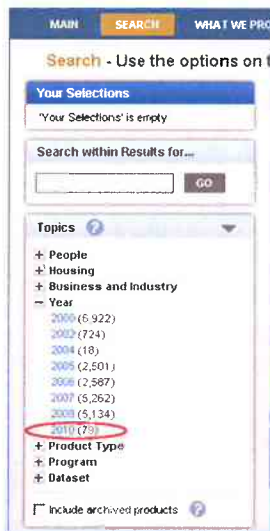 MAIN SEARCH WHAT WE PRO
Search - Use the options on t
Your Selections
'Your Selections' is empty
Search within Results for...
GO
Topics ?
+ People
+ Housing
+ Business and Industry
− Year
2000 (6,922)
2002 (724)
2004 (18)
2005 (2,501)
2006 (2,587)
2007 (5,262)
2008 (5,134)
2010 (79)
+ Product Type
+ Program
+ Dataset
Include archived products ?